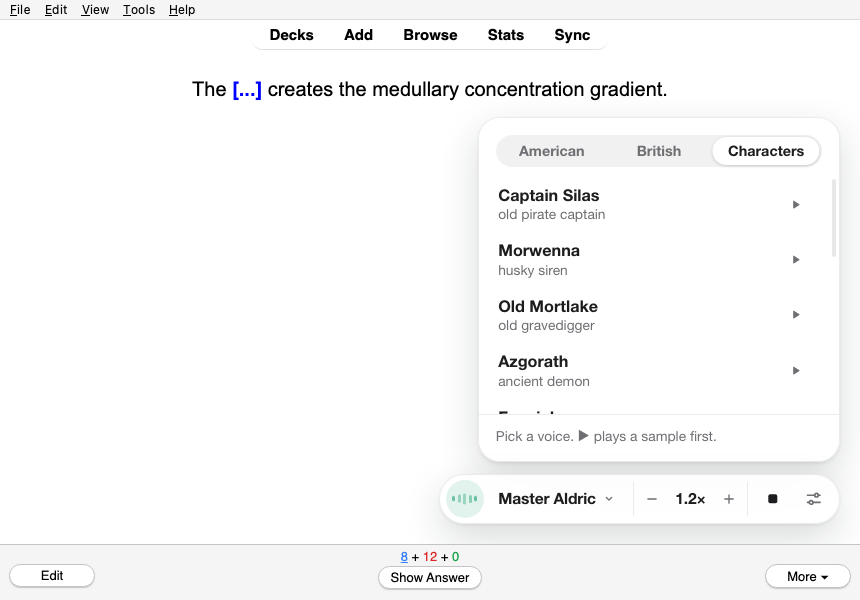 File Edit View Tools Help
Decks Add Browse Stats Sync
The [...] creates the medullary concentration gradient.
American British Characters
Captain Silas
old pirate captain
Morwenna
husky siren
Old Mortlake
old gravedigger
Azgorath
ancient demon
Pick a voice. ▶ plays a sample first.
Master Aldric − 1.2× +
8 + 12 + 0
Edit Show Answer More